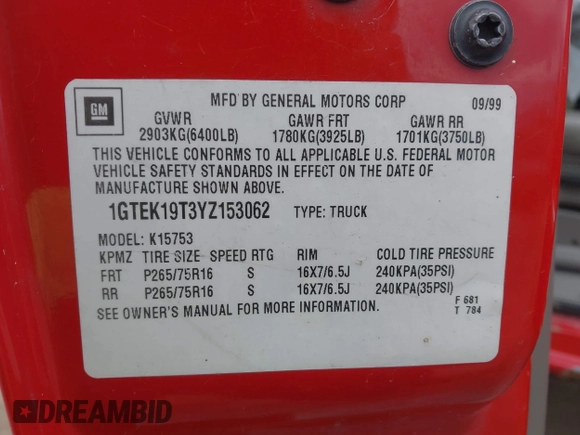 GM
MFD BY GENERAL MOTORS CORP 09/99
GVWR GAWR FRT GAWR RR
2903KG(6400LB) 1780KG(3925LB) 1701KG(3750LB)
THIS VEHICLE CONFORMS TO ALL APPLICABLE U.S. FEDERAL MOTOR
VEHICLE SAFETY STANDARDS IN EFFECT ON THE DATE OF
MANUFACTURE SHOWN ABOVE.
1GTEK19T3YZ153062 TYPE: TRUCK
MODEL: K15753
KPMZ TIRE SIZE SPEED RTG RIM COLD TIRE PRESSURE
FRT P265/75R16 S 16X7/6.5J 240KPA(35PSI)
RR P265/75R16 S 16X7/6.5J 240KPA(35PSI)
SEE OWNER'S MANUAL FOR MORE INFORMATION.
F 681
T 784
DREAMBID